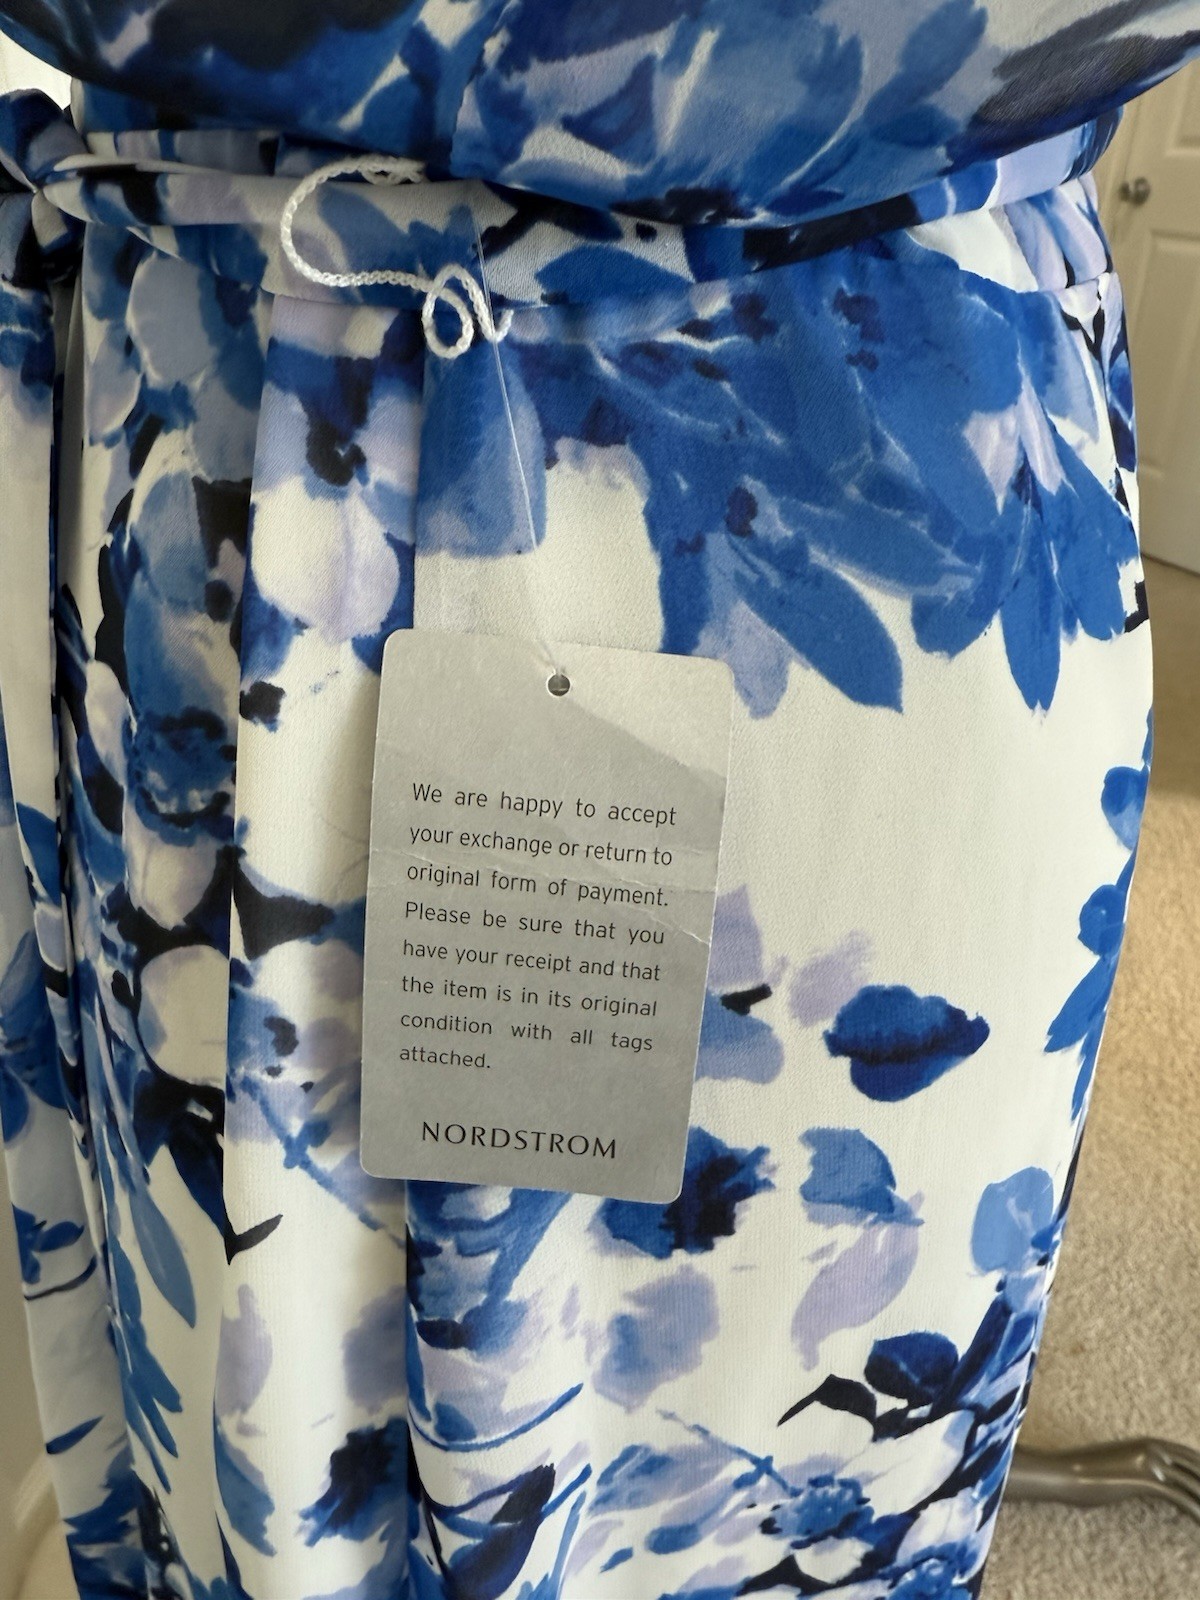 We are happy to accept
your exchange or return to
original form of payment.
Please be sure that you
have your receipt and that
the item is in its original
condition with all tags
attached.
NORDSTROM